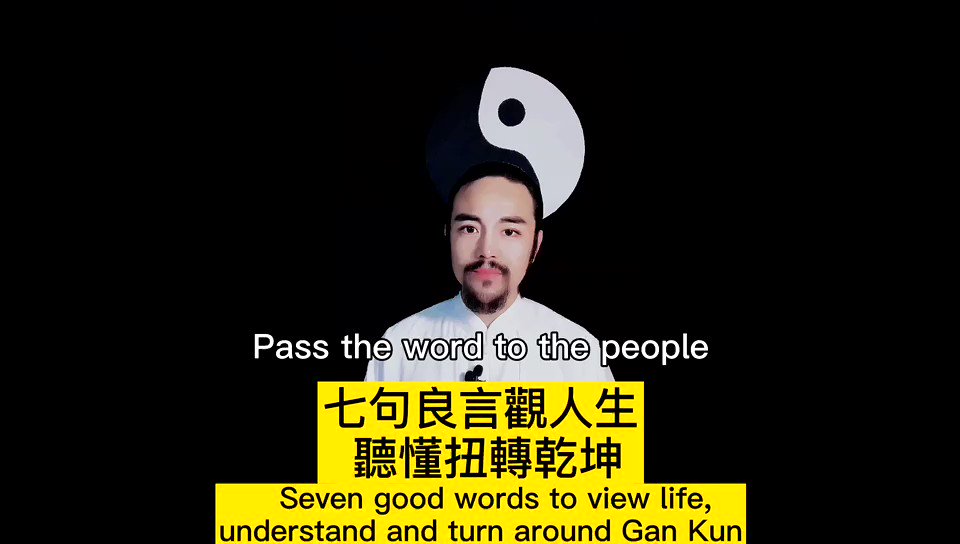 Pass the word to the people
七句良言觀人生
聽懂扭轉乾坤
Seven good words to view life,
understand and turn around Gan Kun